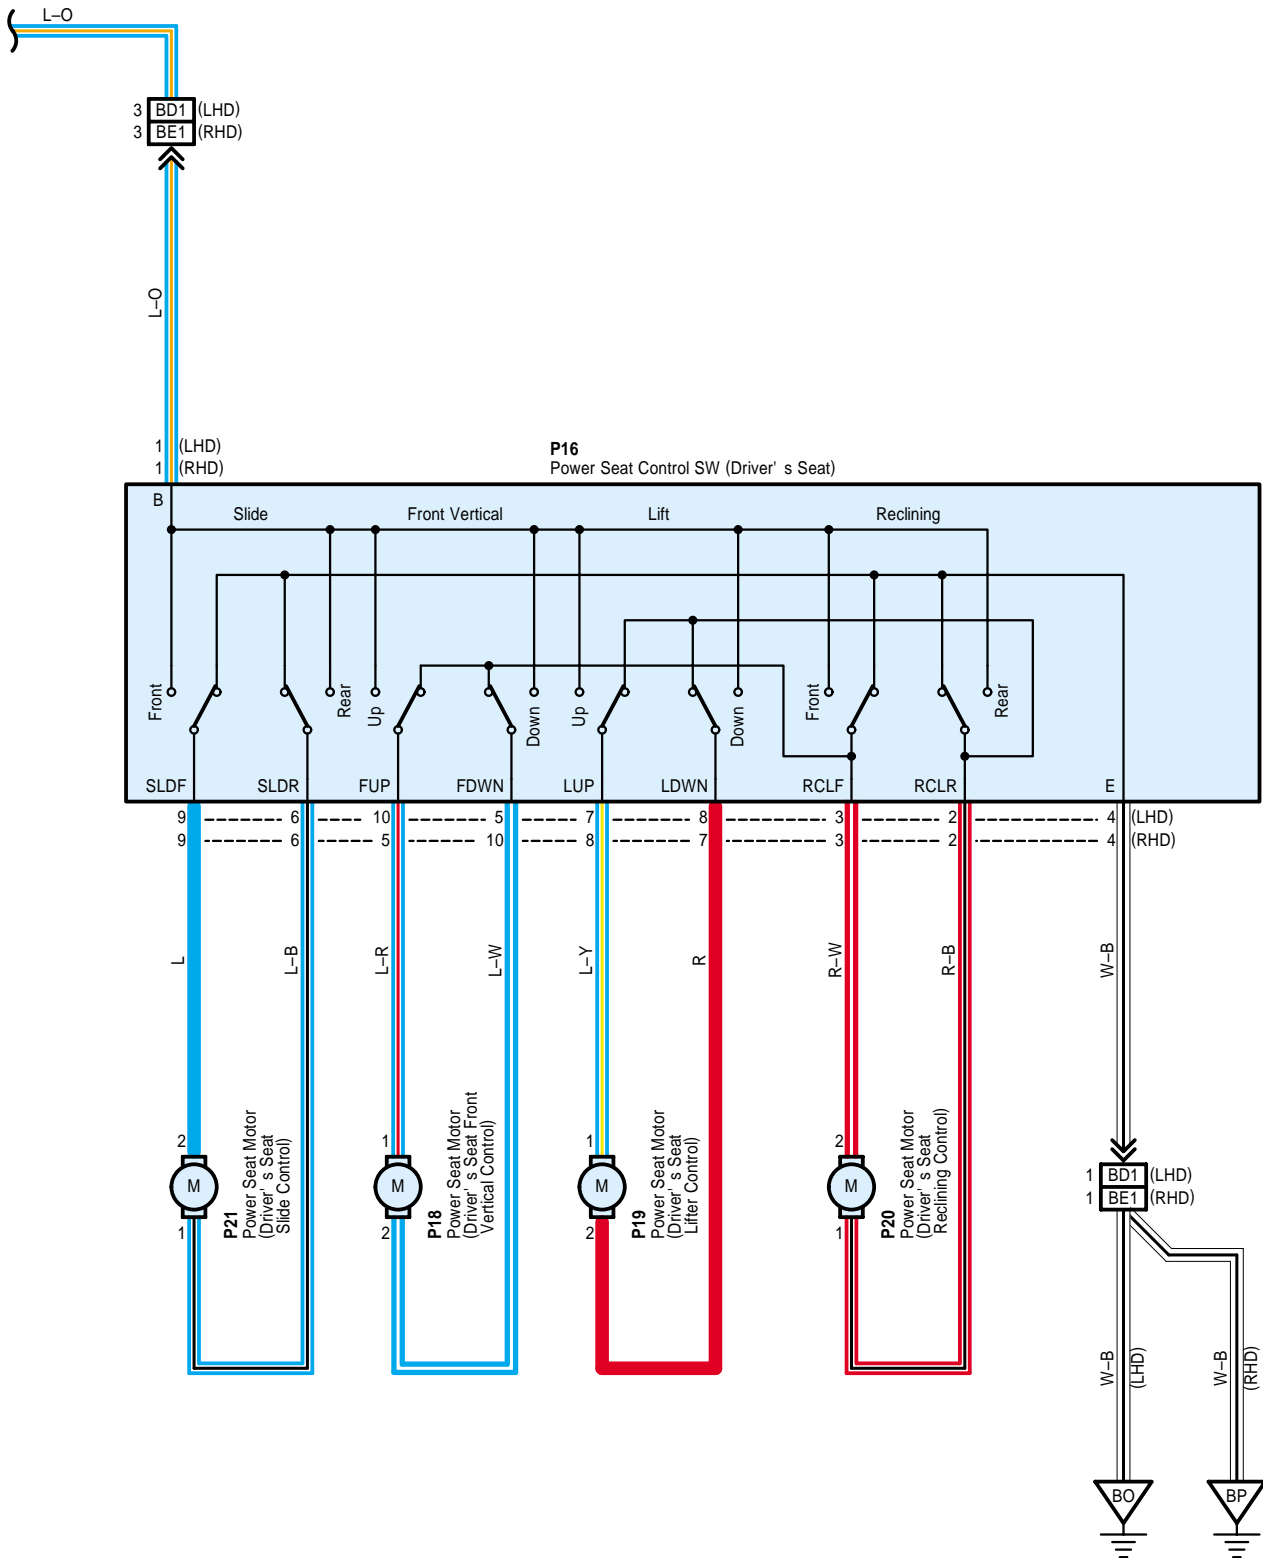 L–O
3 BD1 (LHD)
3 BE1 (RHD)
L–O
1 (LHD)
1 (RHD)
P16
Power Seat Control SW (Driver' s Seat)
B
Slide Front Vertical Lift Reclining
Front Rear Up Down Up Down Front Rear
SLDF SLDR FUP FDWN LUP LDWN RCLF RCLR E
9 6 10 5 7 8 3 2 4 (LHD)
9 6 5 10 8 7 3 2 4 (RHD)
L L–B L–R L–W L–Y R R–W R–B W–B
2 1 1 2
M M M M
1 2 2 1
P21
Power Seat Motor
(Driver' s Seat
Slide Control)
P18
Power Seat Motor
(Driver' s Seat Front
Vertical Control)
P19
Power Seat Motor
(Driver' s Seat
Lifter Control)
P20
Power Seat Motor
(Driver' s Seat
Reclining Control)
1 BD1 (LHD)
1 BE1 (RHD)
W–B
(LHD)
W–B
(RHD)
BO BP